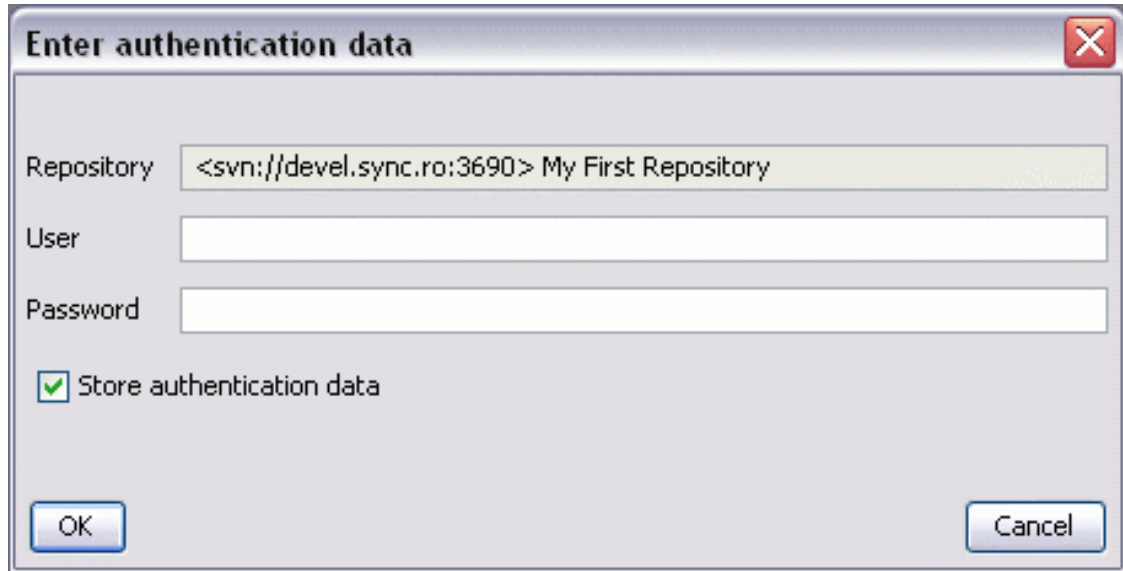 Enter authentication data
Repository <svn://devel.sync.ro:3690> My First Repository
User
Password
Store authentication data
OK Cancel